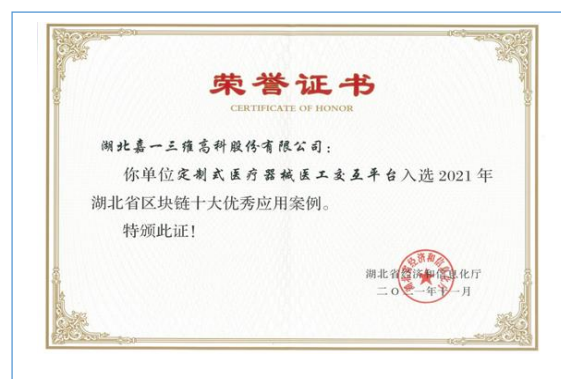 荣誉证书
CERTIFICATE OF HONOR
湖北嘉一三维高科股份有限公司：
你单位定制式医疗器械医工交互平台入选 2021 年
湖北省区块链十大优秀应用案例。
特颁此证！
湖北省经济和信息化厅
二〇二一年十一月